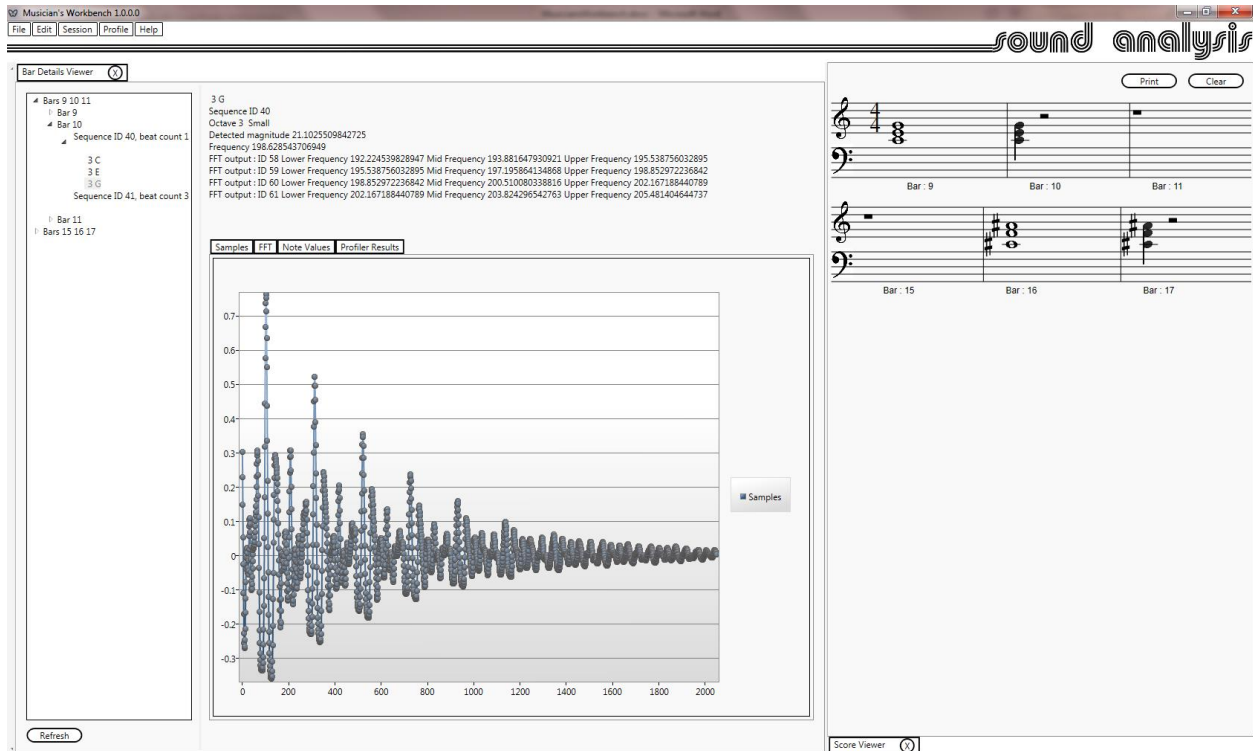 Musician's Workbench 1.0.0.0
File Edit Session Profile Help
sound analysis
Bar Details Viewer X
Bars 9 10 11
Bar 9
Bar 10
Sequence ID 40, beat count 1
3 C
3 E
3 G
Sequence ID 41, beat count 3
Bar 11
Bars 15 16 17
Refresh
3 G
Sequence ID 40
Octave 3 Small
Detected magnitude 21.1025509842725
Frequency 198.628543706949
FFT output : ID 58 Lower Frequency 192.224539828947 Mid Frequency 193.881647930921 Upper Frequency 195.538756032895
FFT output : ID 59 Lower Frequency 195.538756032895 Mid Frequency 197.195864134868 Upper Frequency 198.852972236842
FFT output : ID 60 Lower Frequency 198.852972236842 Mid Frequency 200.510080338816 Upper Frequency 202.167188440789
FFT output : ID 61 Lower Frequency 202.167188440789 Mid Frequency 203.824296542763 Upper Frequency 205.481404644737
Samples FFT Note Values Profiler Results
0.7
0.6
0.5
0.4
0.3
0.2
0.1
0
-0.1
-0.2
-0.3
0 200 400 600 800 1000 1200 1400 1600 1800 2000
Samples
Print Clear
4
4
Bar : 9 Bar : 10 Bar : 11
Bar : 15 Bar : 16 Bar : 17
Score Viewer X